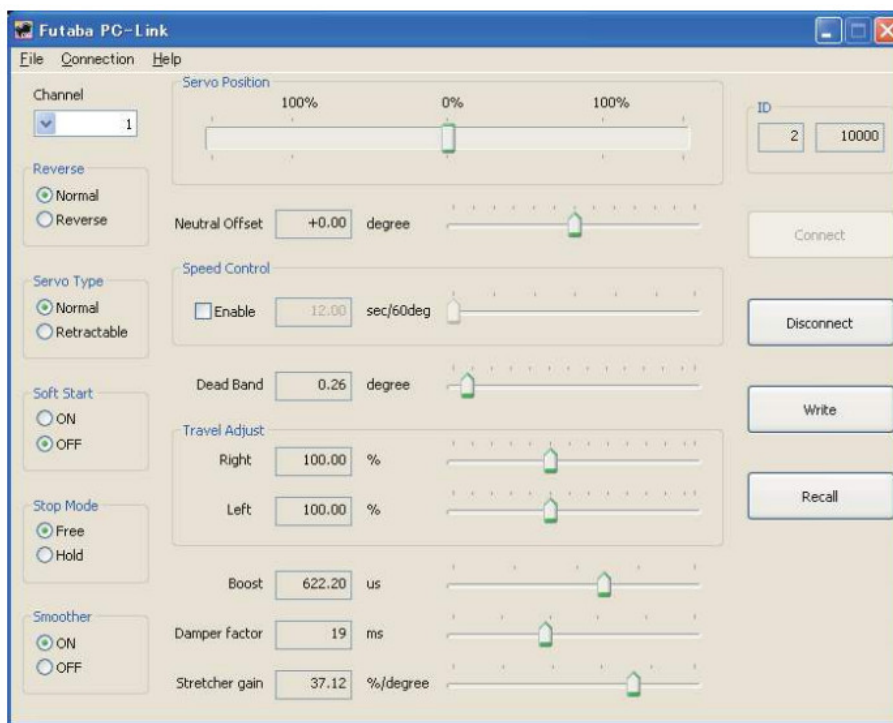 Futaba PC-Link
File Connection Help
Channel
1
Reverse
Normal
Reverse
Servo Type
Normal
Retractable
Soft Start
ON
OFF
Stop Mode
Free
Hold
Smoother
ON
OFF
Servo Position
100% 0% 100%
Neutral Offset +0.00 degree
Speed Control
Enable 12.00 sec/60deg
Dead Band 0.26 degree
Travel Adjust
Right 100.00 %
Left 100.00 %
Boost 622.20 us
Damper factor 19 ms
Stretcher gain 37.12 %/degree
ID
2 10000
Connect
Disconnect
Write
Recall